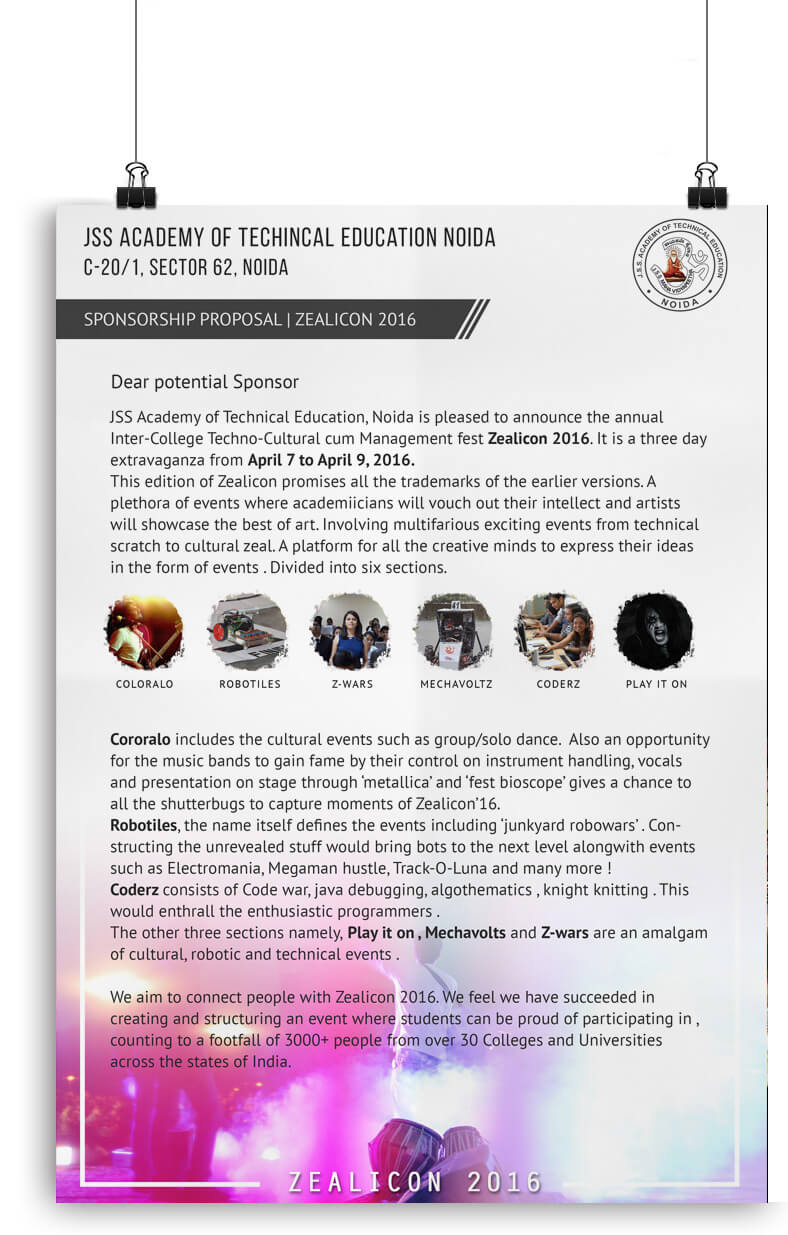 JSS ACADEMY OF TECHINCAL EDUCATION NOIDA
C-20/1, SECTOR 62, NOIDA
J.S.S. ACADEMY OF TECHNICAL EDUCATION
JSS MAHA VIDYAPEETHA
NOIDA
SPONSORSHIP PROPOSAL | ZEALICON 2016
Dear potential Sponsor
JSS Academy of Technical Education, Noida is pleased to announce the annual
Inter-College Techno-Cultural cum Management fest Zealicon 2016. It is a three day
extravaganza from April 7 to April 9, 2016.
This edition of Zealicon promises all the trademarks of the earlier versions. A
plethora of events where academiicians will vouch out their intellect and artists
will showcase the best of art. Involving multifarious exciting events from technical
scratch to cultural zeal. A platform for all the creative minds to express their ideas
in the form of events . Divided into six sections.
COLORALO ROBOTILES Z-WARS MECHAVOLTZ CODERZ PLAY IT ON
Cororalo includes the cultural events such as group/solo dance. Also an opportunity
for the music bands to gain fame by their control on instrument handling, vocals
and presentation on stage through ‘metallica’ and ‘fest bioscope’ gives a chance to
all the shutterbugs to capture moments of Zealicon’16.
Robotiles, the name itself defines the events including ‘junkyard robowars’ . Con-
structing the unrevealed stuff would bring bots to the next level alongwith events
such as Electromania, Megaman hustle, Track-O-Luna and many more !
Coderz consists of Code war, java debugging, algothematics , knight knitting . This
would enthrall the enthusiastic programmers .
The other three sections namely, Play it on , Mechavolts and Z-wars are an amalgam
of cultural, robotic and technical events .
We aim to connect people with Zealicon 2016. We feel we have succeeded in
creating and structuring an event where students can be proud of participating in ,
counting to a footfall of 3000+ people from over 30 Colleges and Universities
across the states of India.
ZEALICON 2016